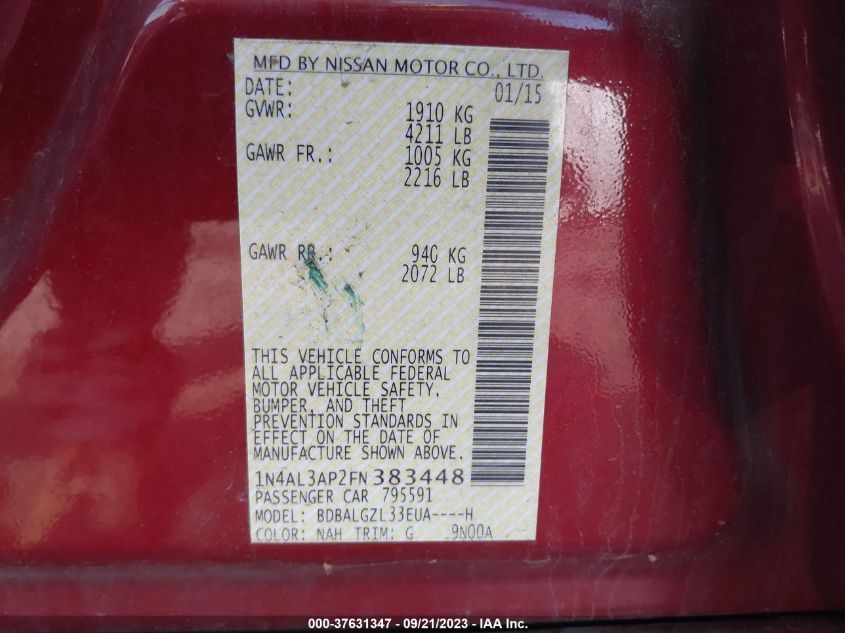 MFD BY NISSAN MOTOR CO., LTD.
DATE: 01/15
GVWR: 1910 KG
4211 LB
GAWR FR.: 1005 KG
2216 LB
GAWR RR.: 940 KG
2072 LB
THIS VEHICLE CONFORMS TO
ALL APPLICABLE FEDERAL
MOTOR VEHICLE SAFETY,
BUMPER, AND THEFT
PREVENTION STANDARDS IN
EFFECT ON THE DATE OF
MANUFACTURE SHOWN ABOVE.
1N4AL3AP2FN 383448
PASSENGER CAR 795591
MODEL: BDBALGZL33EUA----H
COLOR: NAH TRIM: G 9N00A
000-37631347 - 09/21/2023 - IAA Inc.